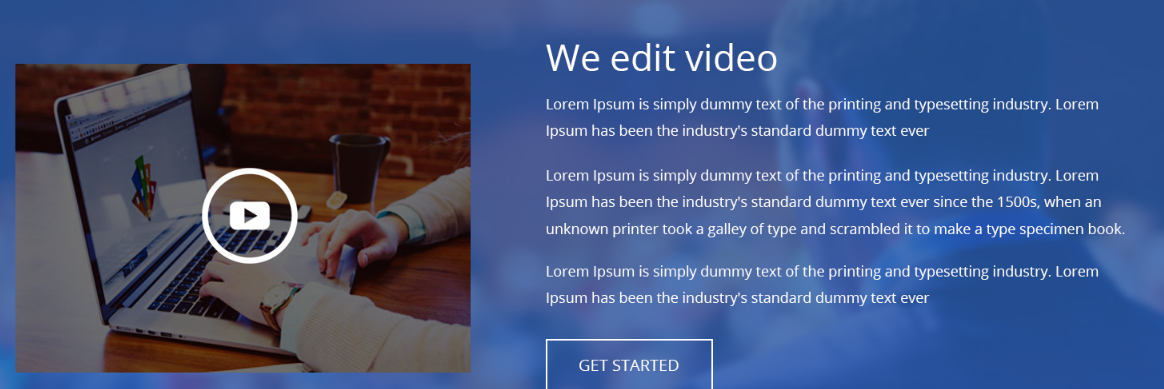 We edit video
Lorem Ipsum is simply dummy text of the printing and typesetting industry. Lorem
Ipsum has been the industry's standard dummy text ever
Lorem Ipsum is simply dummy text of the printing and typesetting industry. Lorem
Ipsum has been the industry's standard dummy text ever since the 1500s, when an
unknown printer took a galley of type and scrambled it to make a type specimen book.
Lorem Ipsum is simply dummy text of the printing and typesetting industry. Lorem
Ipsum has been the industry's standard dummy text ever
GET STARTED